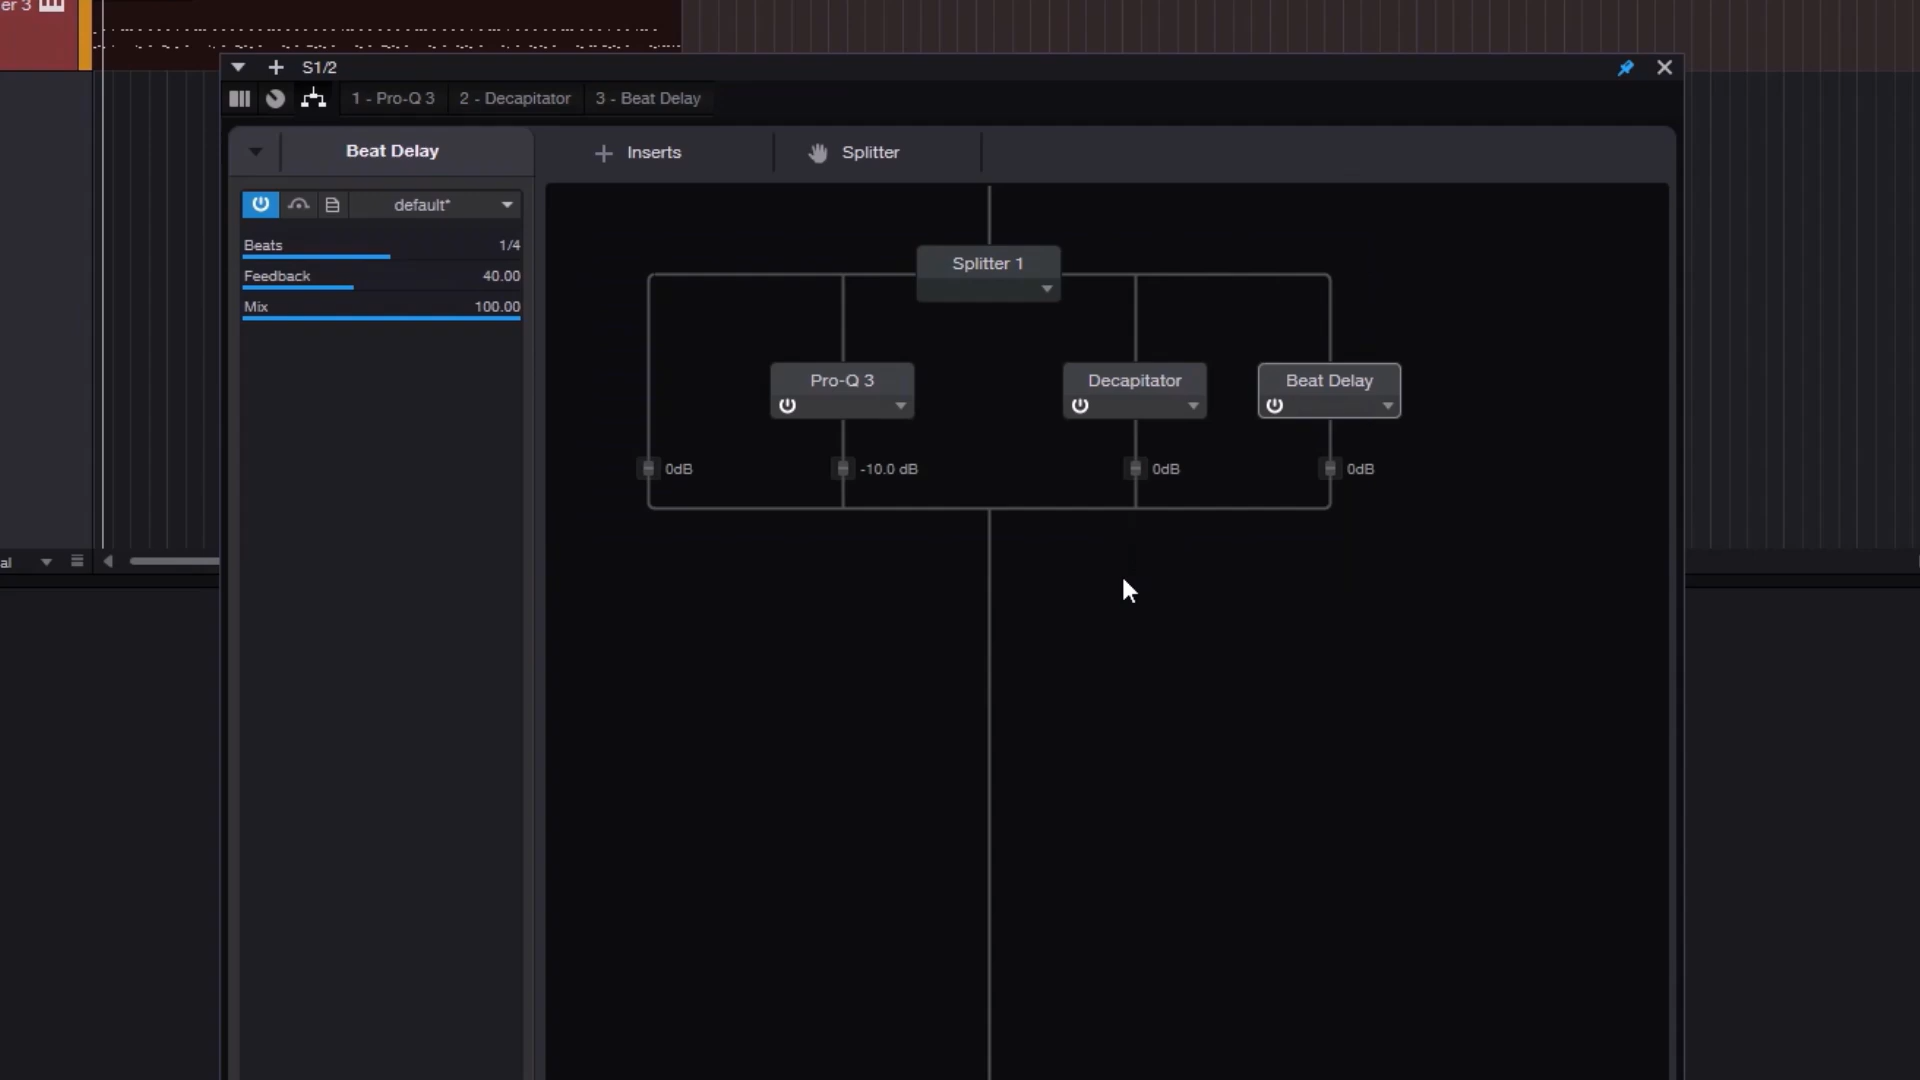 er 3
S1/2
1 - Pro-Q 3
2 - Decapitator
3 - Beat Delay
Beat Delay
Inserts
Splitter
default*
Beats 1/4
Feedback 40.00
Mix 100.00
Splitter 1
Pro-Q 3
Decapitator
Beat Delay
0dB
-10.0 dB
0dB
0dB
al